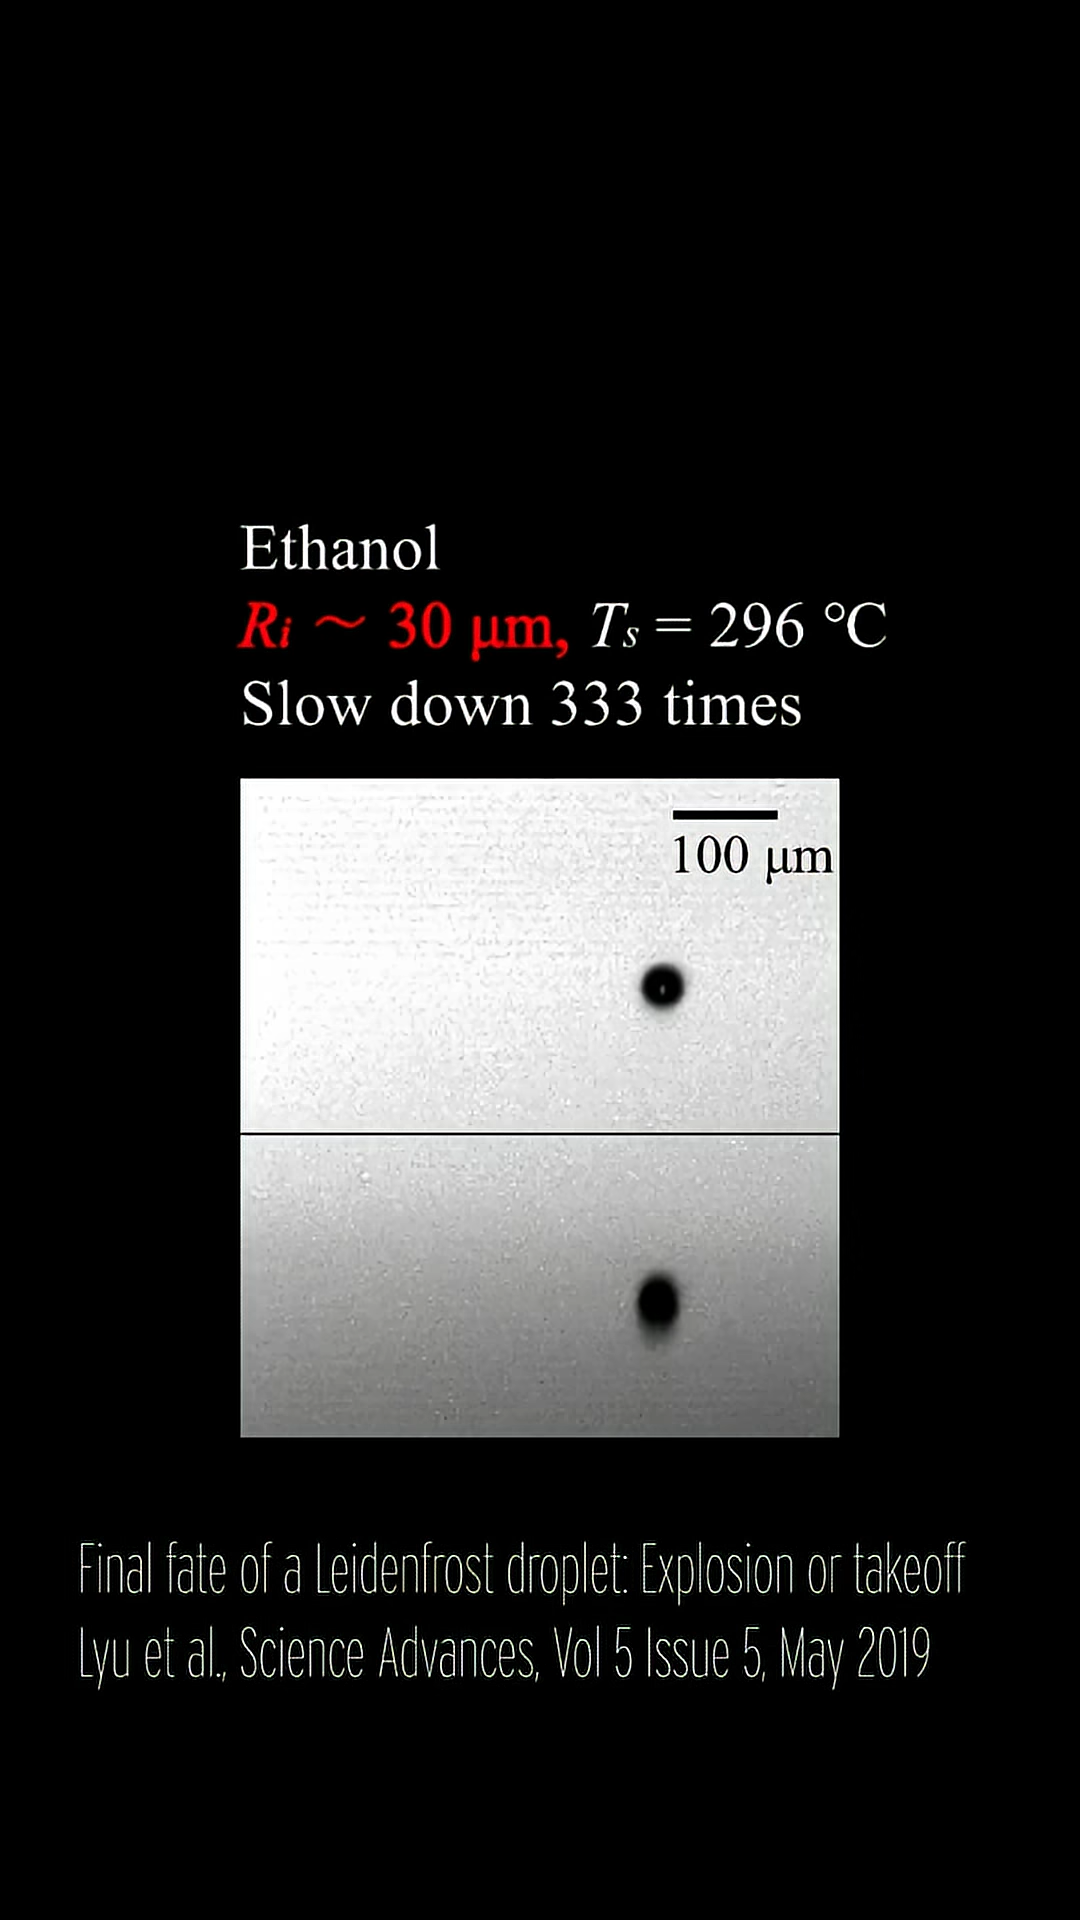 Ethanol
Ri ~ 30 μm, Ts = 296 °C
Slow down 333 times
100 μm
Final fate of a Leidenfrost droplet: Explosion or takeoff
Lyu et al., Science Advances, Vol 5 Issue 5, May 2019